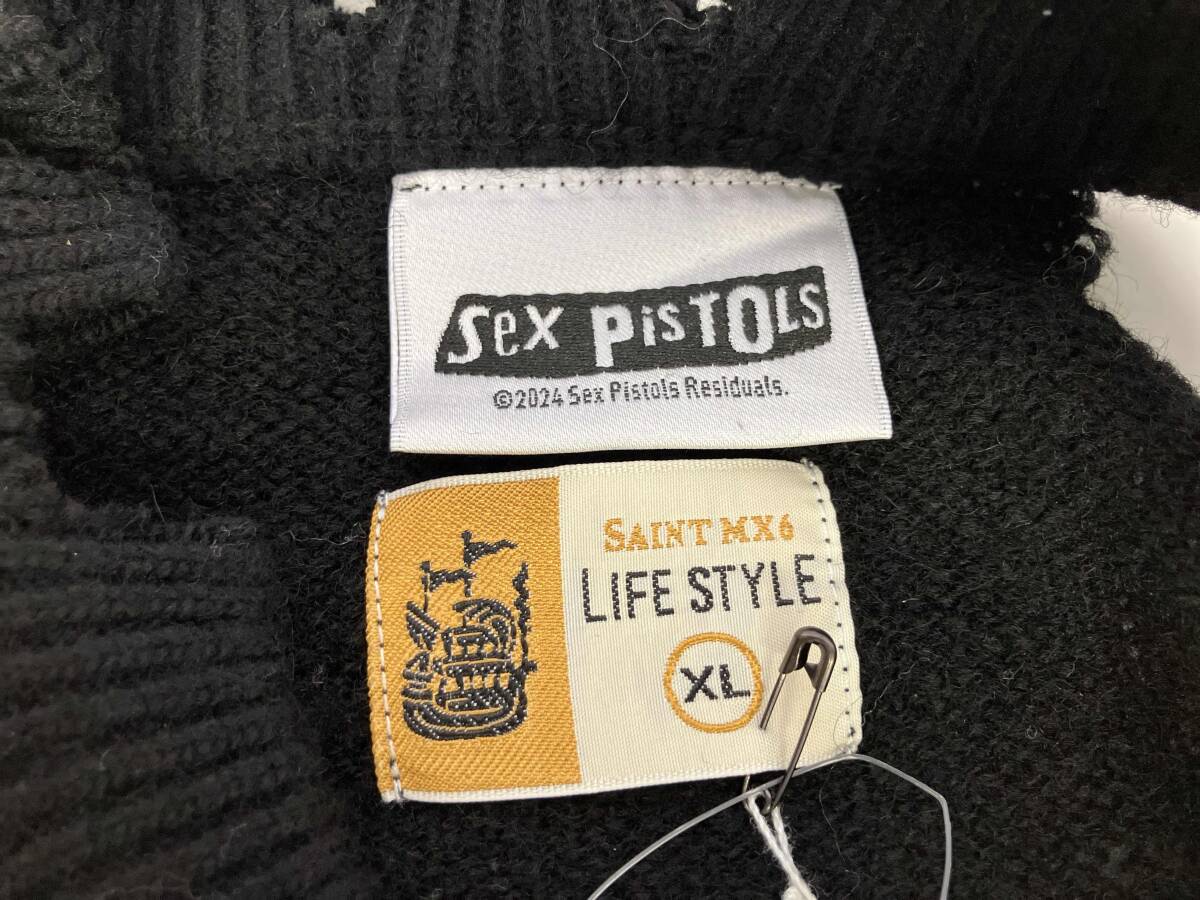 SeX PiSTOLS
©2024 Sex Pistols Residuals.
SAINT MX6
LIFE STYLE
XL